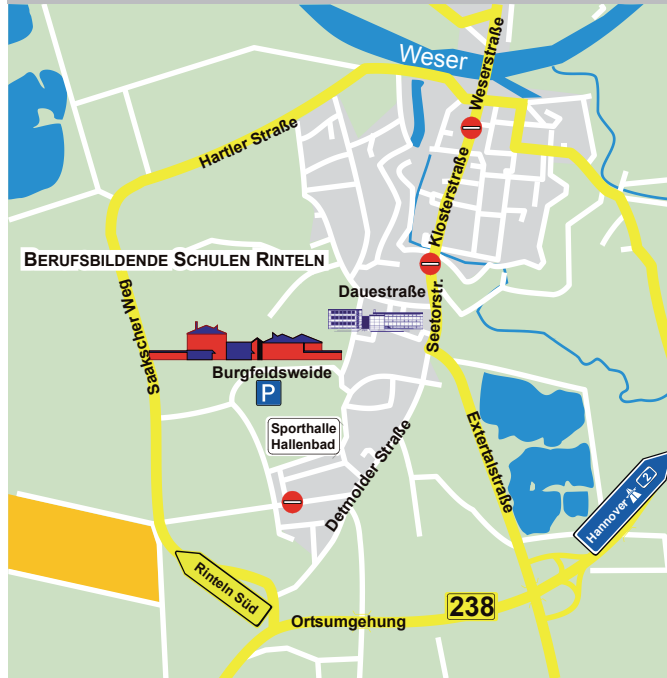 Weser
Weserstraße
Hartler Straße
Klosterstraße
BERUFSBILDENDE SCHULEN RINTELN
Dauestraße
Seetorstr.
Saakscher Weg
Burgfeldsweide
P
Sporthalle
Hallenbad
Detmolder Straße
Extertalstraße
Hannover 2
Rinteln Süd
238
Ortsumgehung